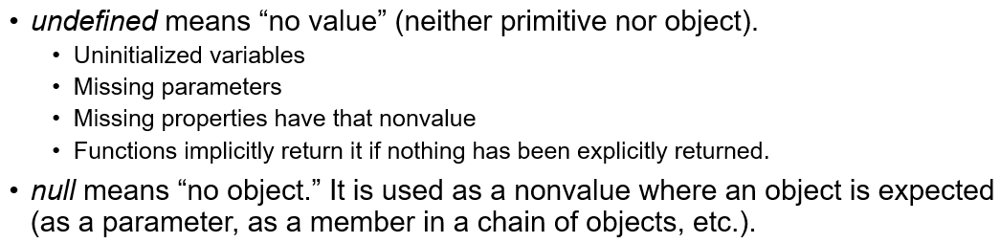 • undefined means “no value” (neither primitive nor object).
• Uninitialized variables
• Missing parameters
• Missing properties have that nonvalue
• Functions implicitly return it if nothing has been explicitly returned.
• null means “no object.” It is used as a nonvalue where an object is expected
(as a parameter, as a member in a chain of objects, etc.).